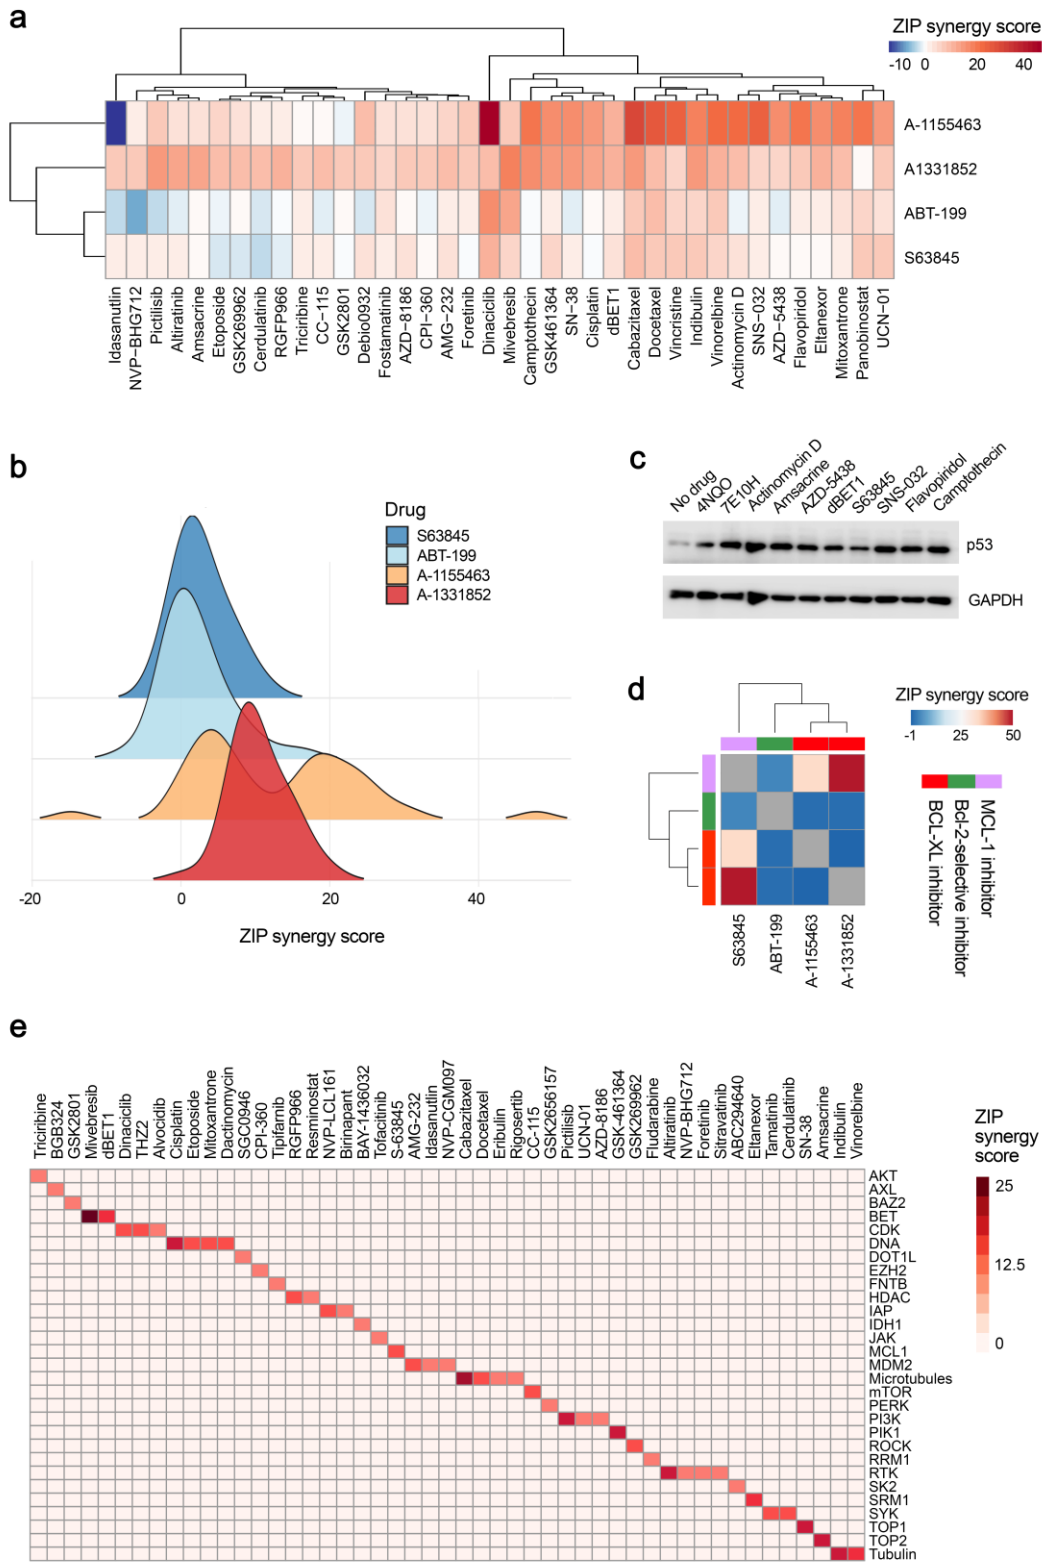 a
ZIP synergy score
-10 0 20 40
A-1155463
A1331852
ABT-199
S63845
Idasanutlin
NVP-BHG712
Pictilisib
Altiratinib
Amsacrine
Etoposide
GSK269962
Cerdulatinib
RGFP966
Triciribine
CC-115
GSK2801
Debio0932
Fostamatinib
AZD-8186
CPI-360
AMG-232
Foretinib
Dinaciclib
Mivebresib
Camptothecin
GSK461364
SN-38
Cisplatin
dBET1
Cabazitaxel
Docetaxel
Vincristine
Indibulin
Vinorelbine
Actinomycin D
SNS-032
AZD-5438
Flavopiridol
Eltanexor
Mitoxantrone
Panobinostat
UCN-01
b
Drug
S63845
ABT-199
A-1155463
A-1331852
-20 0 20 40
ZIP synergy score
c
No drug
4NQO
7E10H
Actinomycin D
Amsacrine
AZD-5438
dBET1
S63845
SNS-032
Flavopiridol
Camptothecin
p53
GAPDH
d
ZIP synergy score
-1 25 50
BCL-XL inhibitor
Bcl-2-selective inhibitor
MCL-1 inhibitor
S63845
ABT-199
A-1155463
A-1331852
e
Triciribine
BGB324
GSK2801
Mivebresib
dBET1
Dinaciclib
THZ2
Alvocidib
Cisplatin
Etoposide
Mitoxantrone
Dactinomycin
SGC0946
CPI-360
Tipifarnib
RGFP966
Resminostat
NVP-LCL161
Birinapant
BAY-1436032
Tofacitinib
S-63845
AMG-232
Idasanutlin
NVP-CGM097
Cabazitaxel
Docetaxel
Eribulin
Rigosertib
CC-115
GSK2656157
Pictilisib
UCN-01
AZD-8186
GSK-461364
GSK269962
Fludarabine
Altiratinib
NVP-BHG712
Foretinib
Sitravatinib
ABC294640
Eltanexor
Tamatinib
Cerdulatinib
SN-38
Amsacrine
Indibulin
Vinorelbine
ZIP
synergy
score
25
12.5
0
AKT
AXL
BAZ2
BET
CDK
DNA
DOT1L
EZH2
FNTB
HDAC
IAP
IDH1
JAK
MCL1
MDM2
Microtubules
mTOR
PERK
PI3K
PIK1
ROCK
RRM1
RTK
SK2
SRM1
SYK
TOP1
TOP2
Tubulin